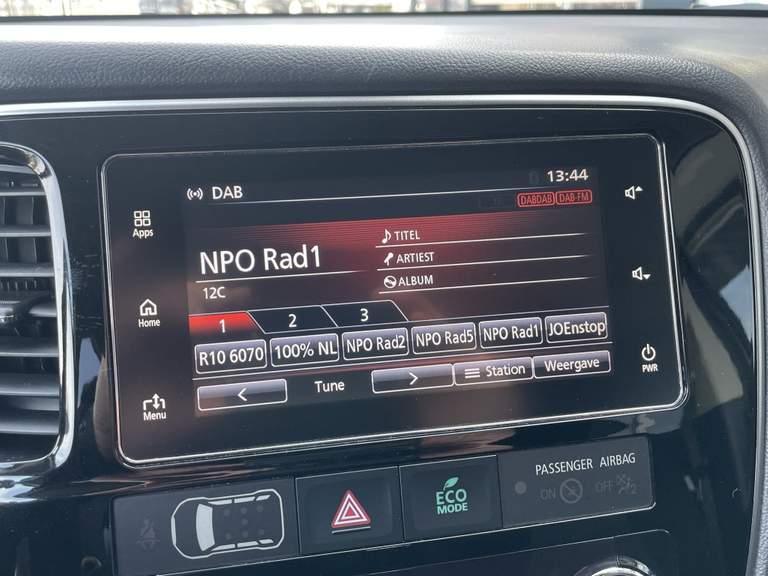 13:44
DAB
DABDAB DAB-FM
Apps
TITEL
NPO Rad1
ARTIEST
12C
ALBUM
Home
1 2 3
R10 6070 100% NL NPO Rad2 NPO Rad5 NPO Rad1 JOEnstop
< Tune > Station Weergave
Menu
PWR
PASSENGER AIRBAG
ECO
MODE
ON OFF
2